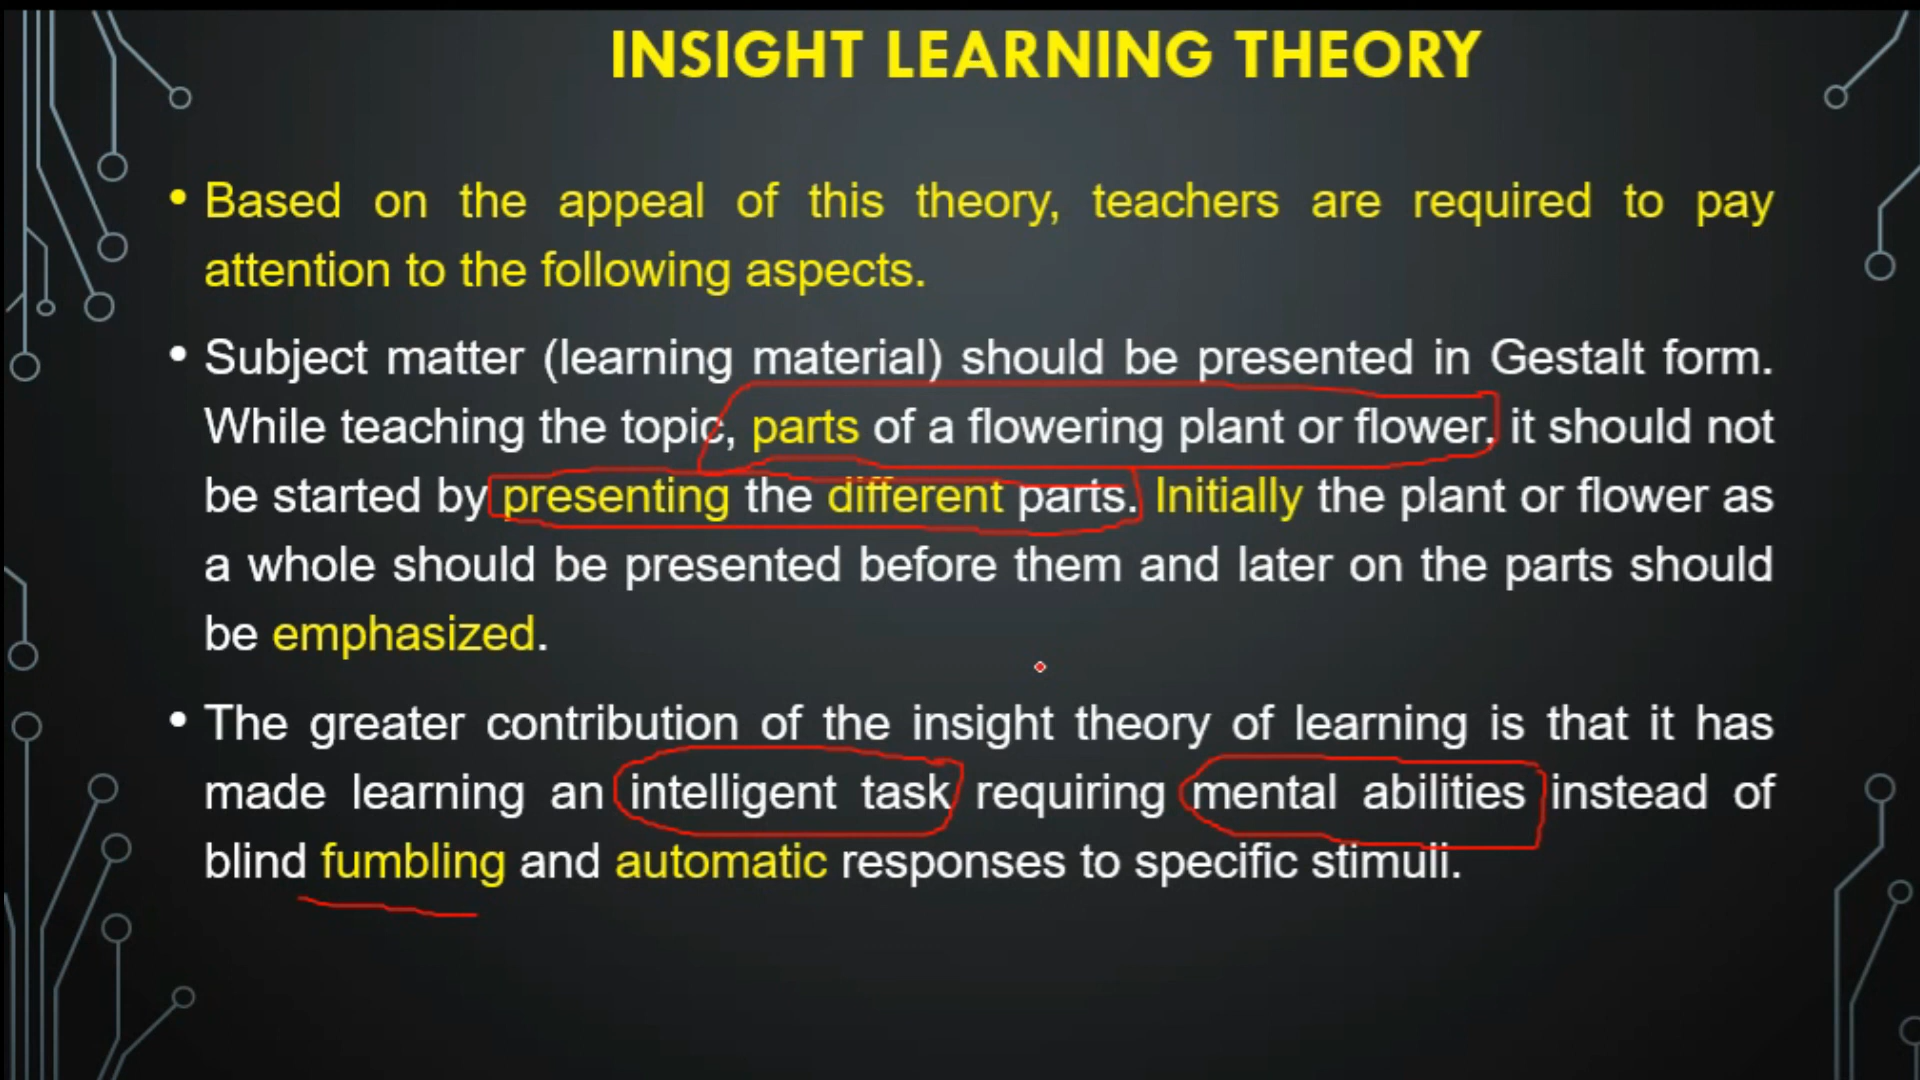 INSIGHT LEARNING THEORY
• Based on the appeal of this theory, teachers are required to pay
attention to the following aspects.
• Subject matter (learning material) should be presented in Gestalt form.
While teaching the topic, parts of a flowering plant or flower, it should not
be started by presenting the different parts. Initially the plant or flower as
a whole should be presented before them and later on the parts should
be emphasized.
• The greater contribution of the insight theory of learning is that it has
made learning an intelligent task requiring mental abilities instead of
blind fumbling and automatic responses to specific stimuli.